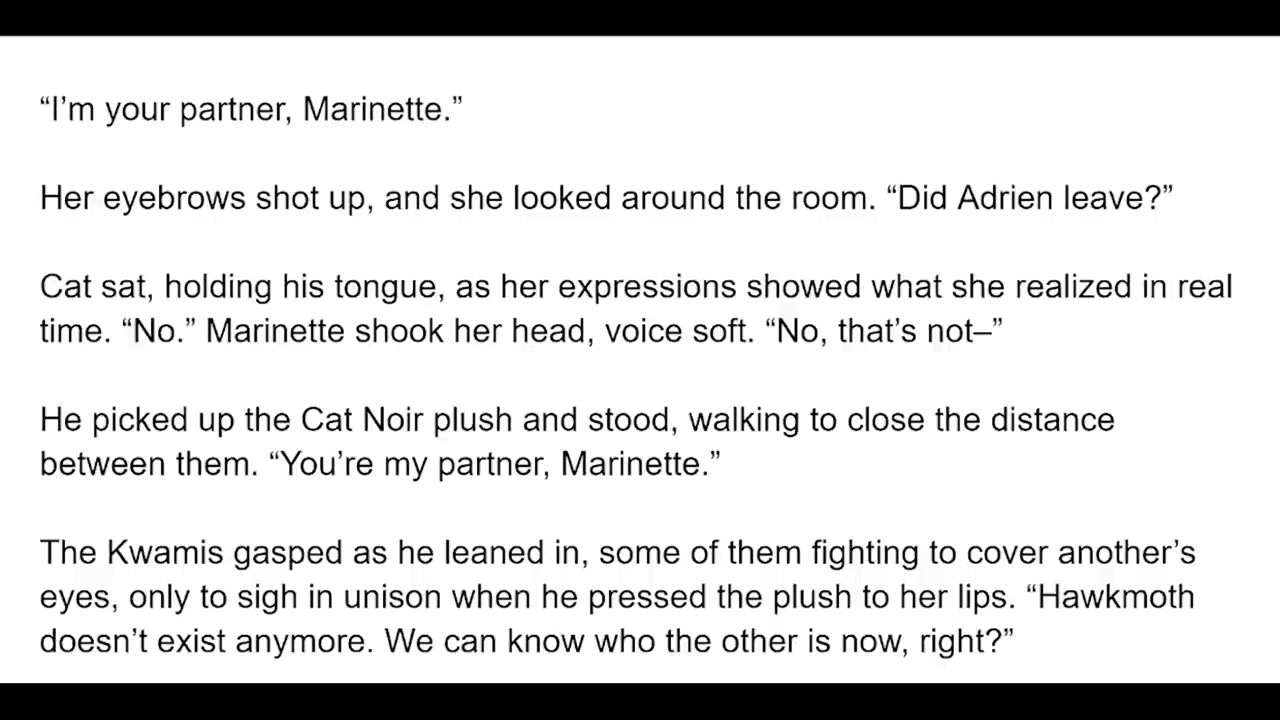 “I’m your partner, Marinette.”
Her eyebrows shot up, and she looked around the room. “Did Adrien leave?”
Cat sat, holding his tongue, as her expressions showed what she realized in real
time. “No.” Marinette shook her head, voice soft. “No, that’s not–”
He picked up the Cat Noir plush and stood, walking to close the distance
between them. “You’re my partner, Marinette.”
The Kwamis gasped as he leaned in, some of them fighting to cover another’s
eyes, only to sigh in unison when he pressed the plush to her lips. “Hawkmoth
doesn’t exist anymore. We can know who the other is now, right?”